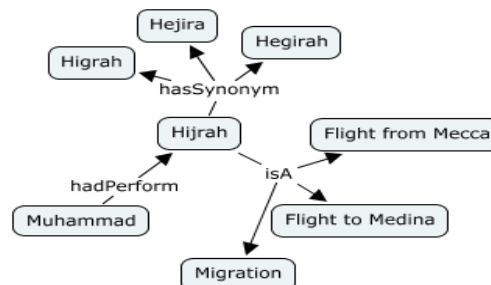 Hejira
Hegirah
Higrah
hasSynonym
Hijrah
Flight from Mecca
isA
hadPerform
Muhammad
Flight to Medina
Migration